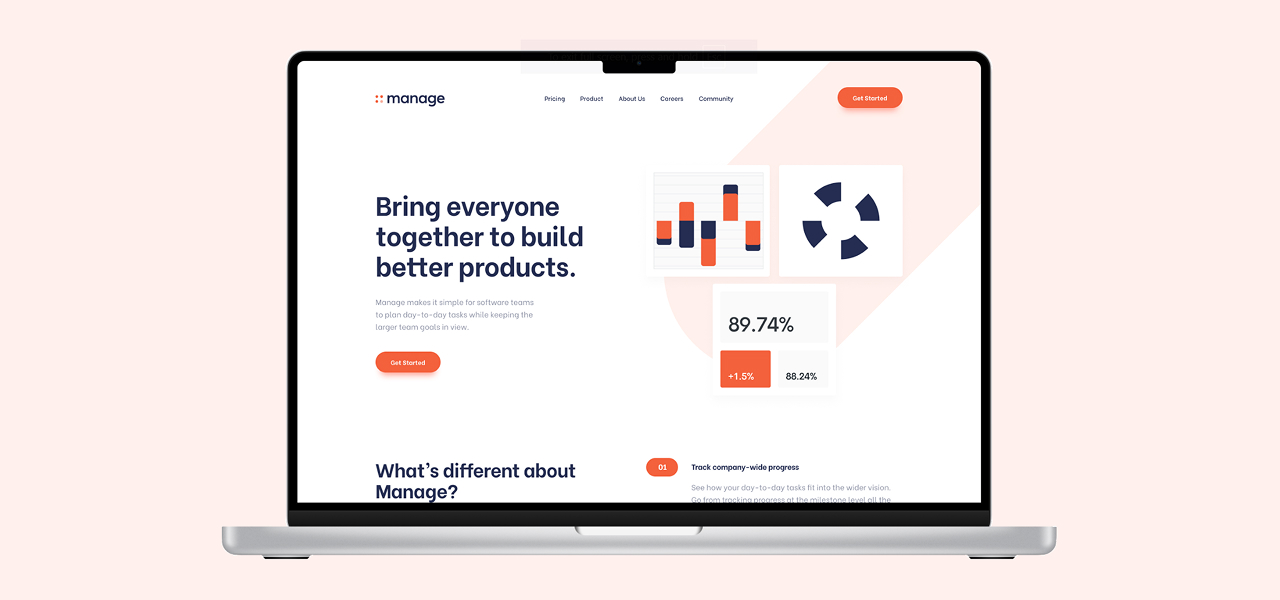 manage
Pricing Product About Us Careers Community
Get Started
Bring everyone
together to build
better products.
Manage makes it simple for software teams
to plan day-to-day tasks while keeping the
larger team goals in view.
Get Started
89.74%
+1.5%
88.24%
What's different about
Manage?
01
Track company-wide progress
See how your day-to-day tasks fit into the wider vision.
Go from tracking progress at the milestone level all the